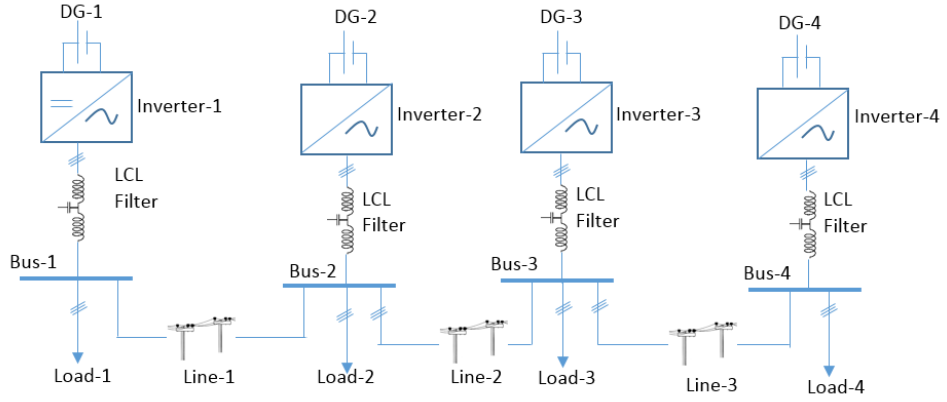 DG-1
DG-2
DG-3
DG-4
Inverter-1
Inverter-2
Inverter-3
Inverter-4
LCL
Filter
LCL
Filter
LCL
Filter
LCL
Filter
Bus-1
Bus-2
Bus-3
Bus-4
Load-1
Line-1
Load-2
Line-2
Load-3
Line-3
Load-4